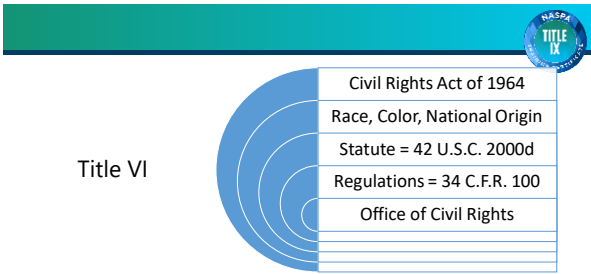 NASPA
TITLE
IX
Civil Rights Act of 1964
Race, Color, National Origin
Statute = 42 U.S.C. 2000d
Title VI
Regulations = 34 C.F.R. 100
Office of Civil Rights